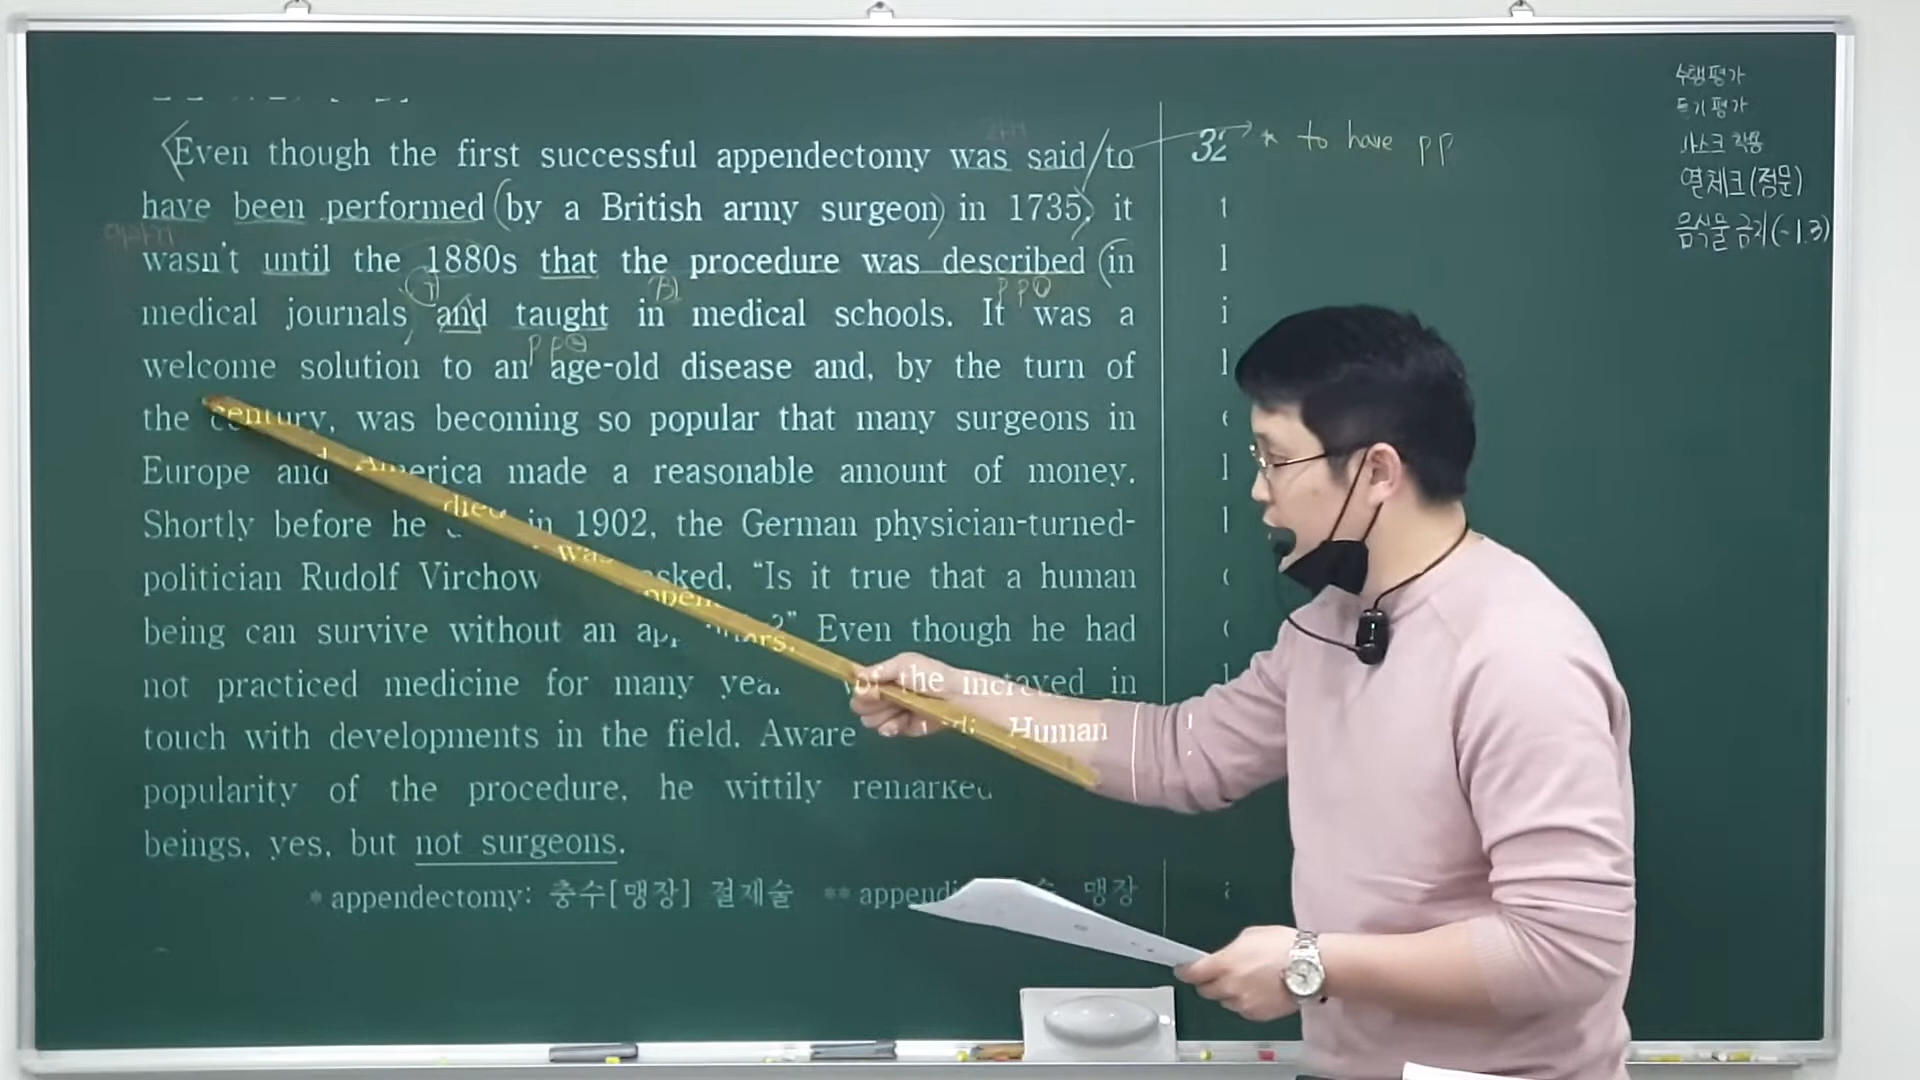 Even though the first successful appendectomy was said to
have been performed by a British army surgeon in 1735, it
wasn't until the 1880s that the procedure was described in
medical journals and taught in medical schools. It was a
welcome solution to an age-old disease and, by the turn of
the century, was becoming so popular that many surgeons in
Europe and America made a reasonable amount of money.
Shortly before he died in 1902, the German physician-turned-
politician Rudolf Virchow was asked, “Is it true that a human
being can survive without an appendix?” Even though he had
not practiced medicine for many years, in
touch with developments in the field. Aware of the
popularity of the procedure, he wittily remarked Human
beings, yes, but not surgeons.
* appendectomy: 충수[맹장] 절제술 ** 맹장
32
* to have pp
pp①
pp②
수행평가
듣기평가
마스크 착용
열체크(정문)
음식물 금지(-1.3)